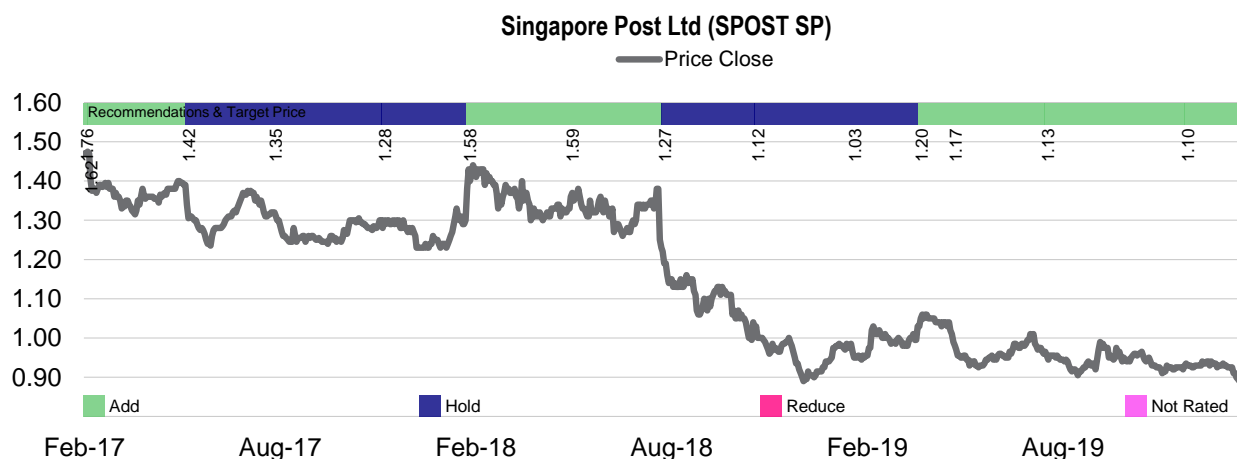 Singapore Post Ltd (SPOST SP)
Price Close
1.60
Recommendations & Target Price
1.50
1.76
1.62
1.42
1.35
1.28
1.58
1.59
1.27
1.12
1.03
1.20
1.17
1.13
1.10
1.40
1.30
1.20
1.10
1.00
0.90
Add
Hold
Reduce
Not Rated
Feb-17
Aug-17
Feb-18
Aug-18
Feb-19
Aug-19